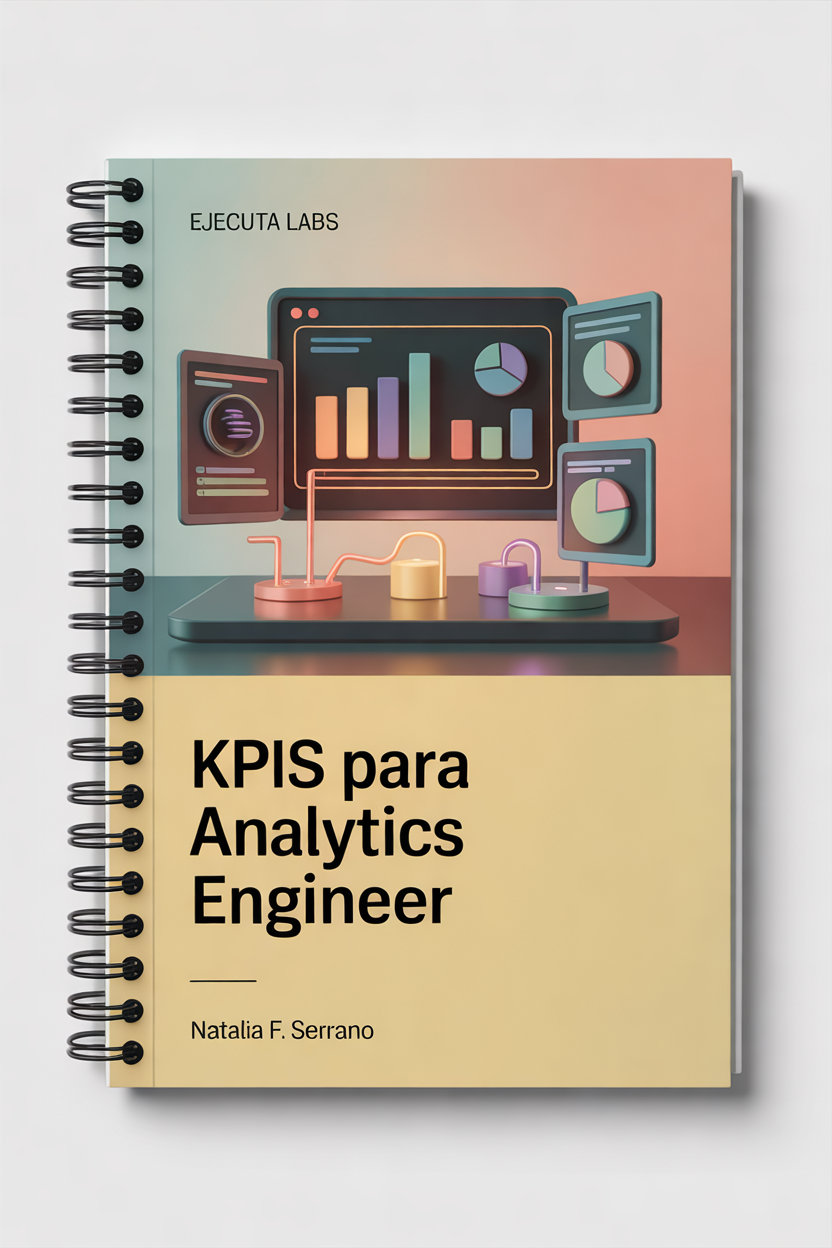 EJECUTA LABS
KPIS para
Analytics
Engineer
Natalia F. Serrano